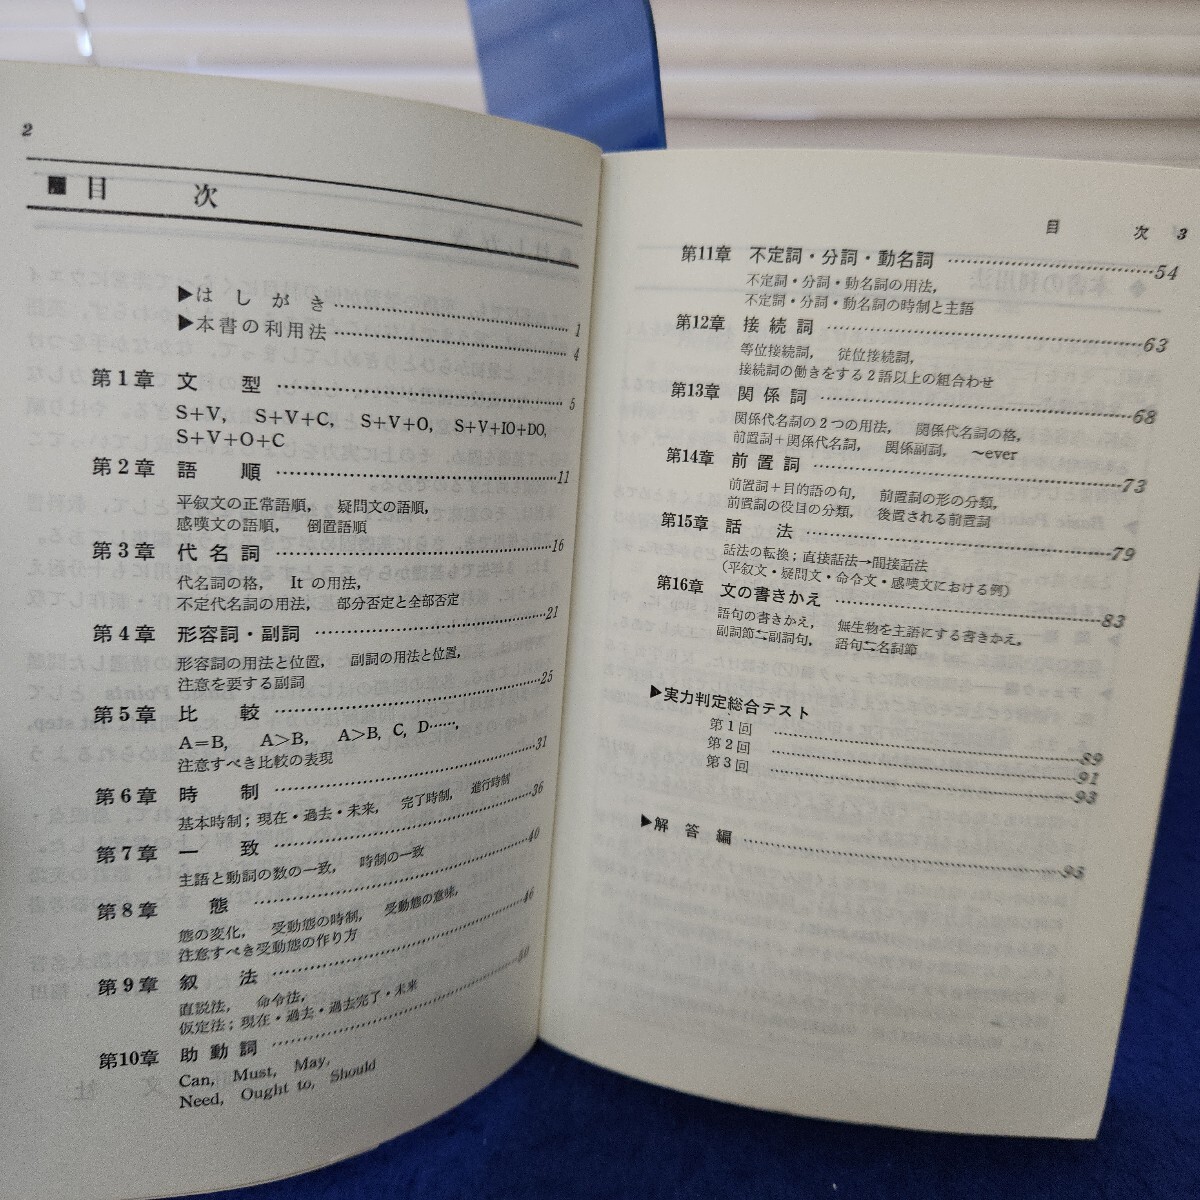 2
■目　次
▶はしがき……1
▶本書の利用法……4
第1章 文型……5
S+V,　S+V+C,　S+V+O,　S+V+IO+DO,
S+V+O+C
第2章 語順……11
平叙文の正常語順,　疑問文の語順,
感嘆文の語順,　倒置語順
第3章 代名詞……16
代名詞の格,　Itの用法,
不定代名詞の用法,　部分否定と全部否定
第4章 形容詞・副詞……21
形容詞の用法と位置,　副詞の用法と位置,
注意を要する副詞
第5章 比較……25
A=B,　A>B,　A>B, C, D……,
注意すべき比較の表現
第6章 時制……31
基本時制；現在・過去・未来,　完了時制,　進行時制
第7章 一致……36
主語と動詞の数の一致,　時制の一致
第8章 態……40
態の変化,　受動態の時制,　受動態の意味,
注意すべき受動態の作り方
第9章 叙法……46
直説法,　命令法,
仮定法；現在・過去・過去完了・未来
第10章 助動詞……50
Can,　Must,　May,
Need,　Ought to,　Should
目　次　3
第11章 不定詞・分詞・動名詞……54
不定詞・分詞・動名詞の用法,
不定詞・分詞・動名詞の時制と主語
第12章 接続詞……63
等位接続詞,　従位接続詞,
接続詞の働きをする2語以上の組合わせ
第13章 関係詞……68
関係代名詞の2つの用法,　関係代名詞の格,
前置詞+関係代名詞,　関係副詞,　～ever
第14章 前置詞……73
前置詞+目的語の句,　前置詞の形の分類,
前置詞の役目の分類,　後置される前置詞
第15章 話法……79
話法の転換；直接話法→間接話法
(平叙文・疑問文・命令文・感嘆文における例)
第16章 文の書きかえ……83
語句の書きかえ,　無生物を主語にする書きかえ,
副詞節⇄副詞句,　語句⇄名詞節
▶実力判定総合テスト
第1回……89
第2回……91
第3回……93
▶解答編……93